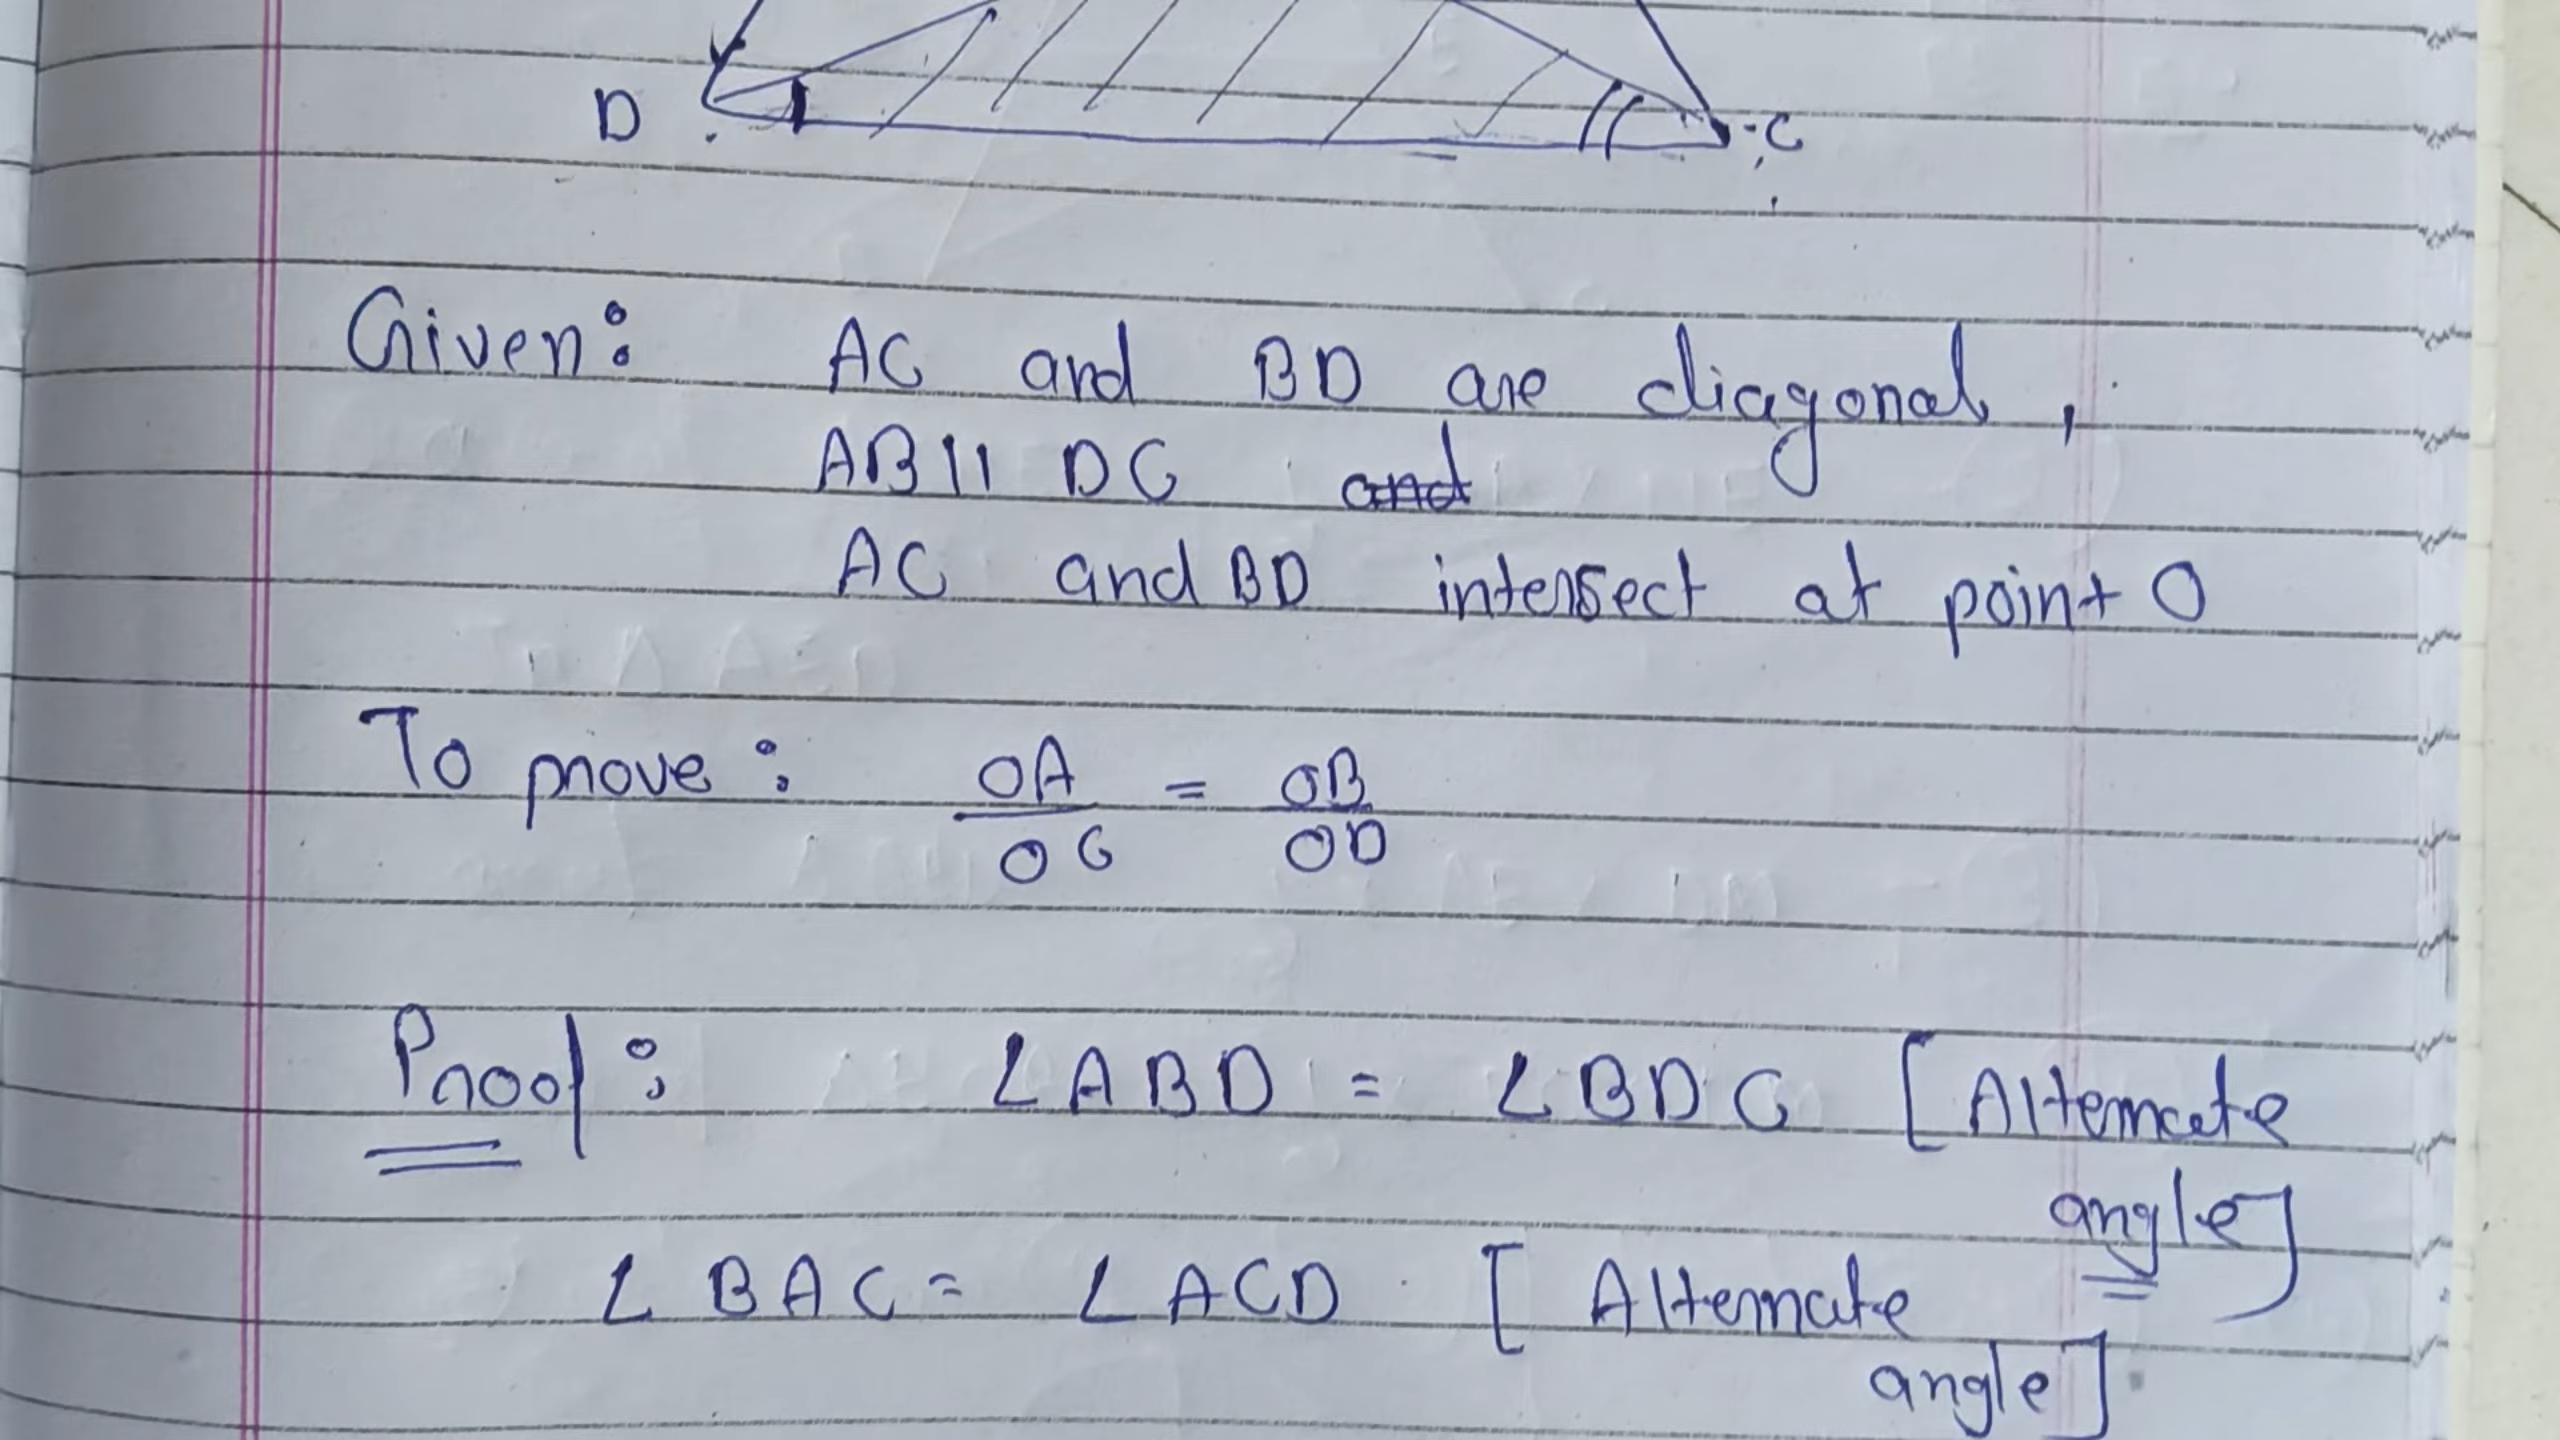 D C
Given: AC and BD are diagonal,
AB || DC and
AC and BD intersect at point O
To prove: OA/OC = OB/OD
Proof: ∠ABD = ∠BDC [Alternate
angle]
∠BAC = ∠ACD [Alternate
angle]